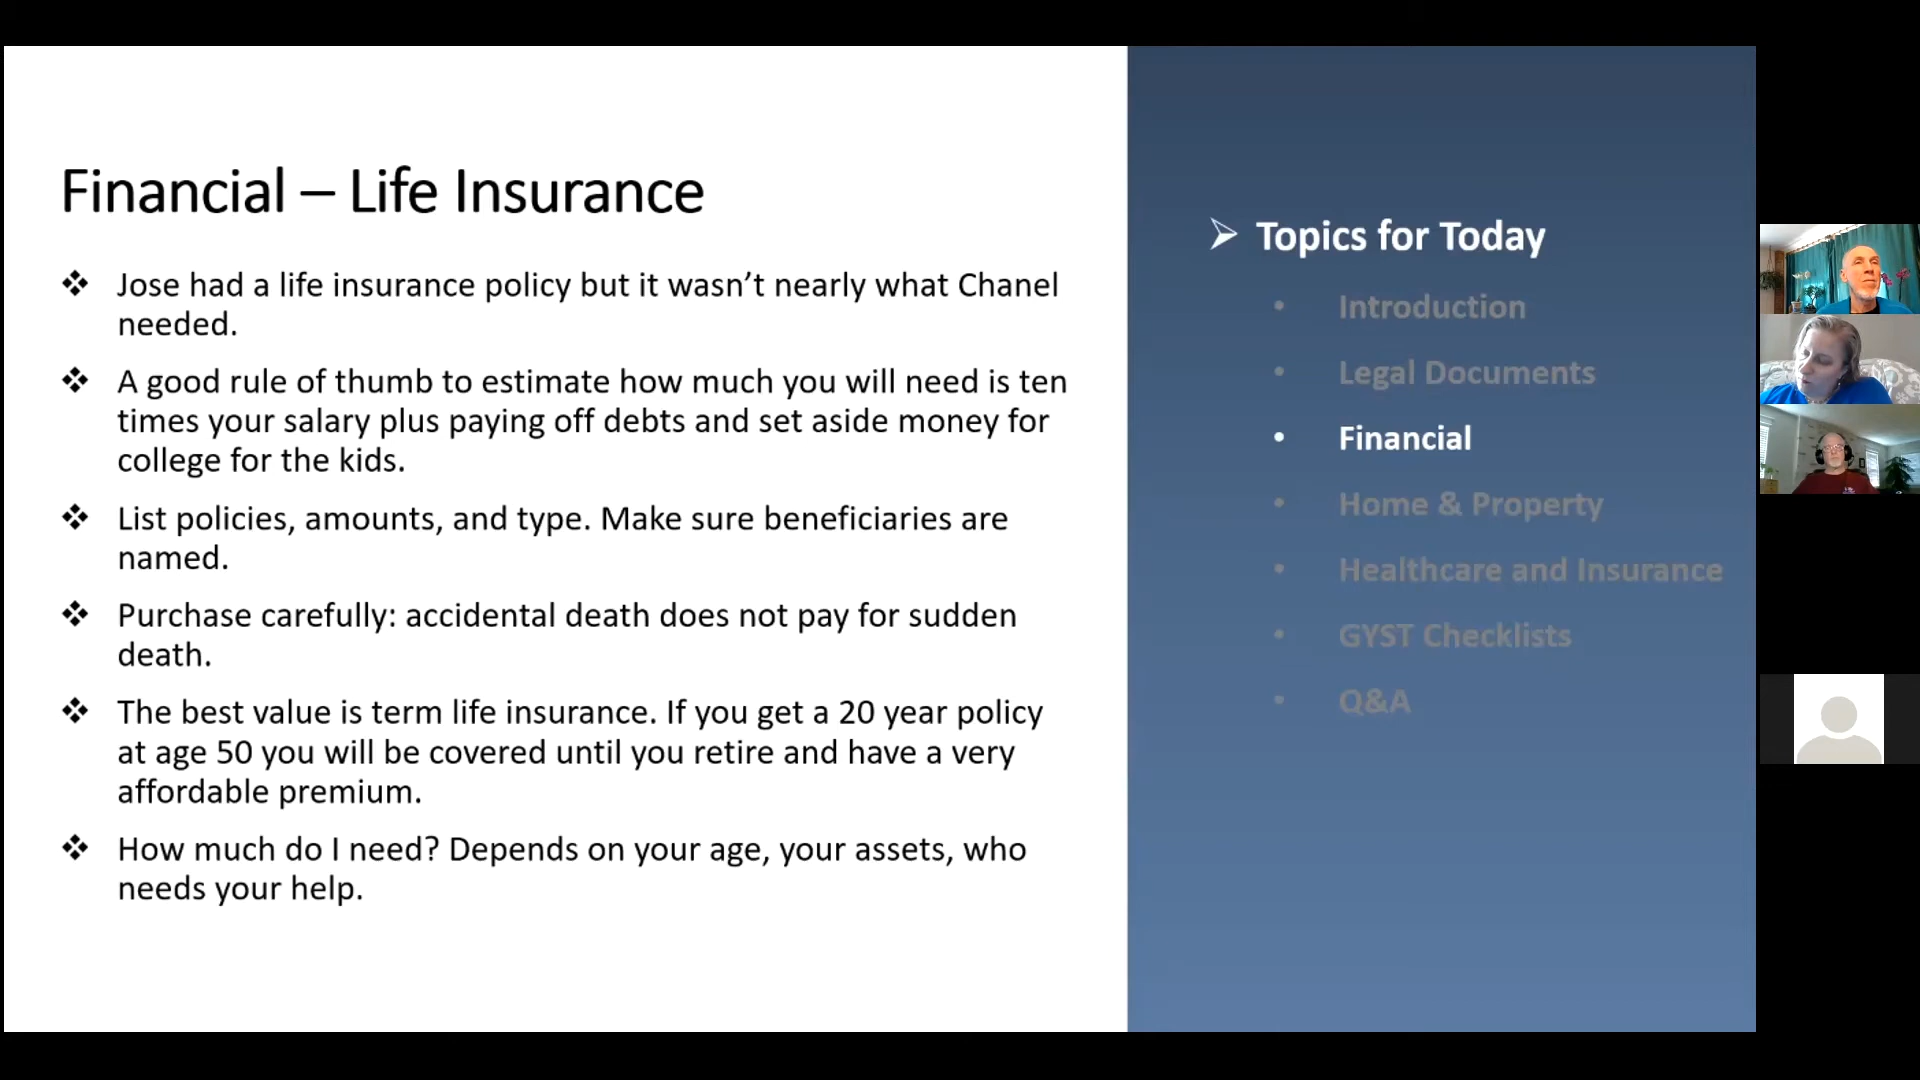 Financial – Life Insurance
❖ Jose had a life insurance policy but it wasn’t nearly what Chanel
needed.
❖ A good rule of thumb to estimate how much you will need is ten
times your salary plus paying off debts and set aside money for
college for the kids.
❖ List policies, amounts, and type. Make sure beneficiaries are
named.
❖ Purchase carefully: accidental death does not pay for sudden
death.
❖ The best value is term life insurance. If you get a 20 year policy
at age 50 you will be covered until you retire and have a very
affordable premium.
❖ How much do I need? Depends on your age, your assets, who
needs your help.
➢ Topics for Today
• Introduction
• Legal Documents
• Financial
• Home & Property
• Healthcare and Insurance
• GYST Checklists
• Q&A